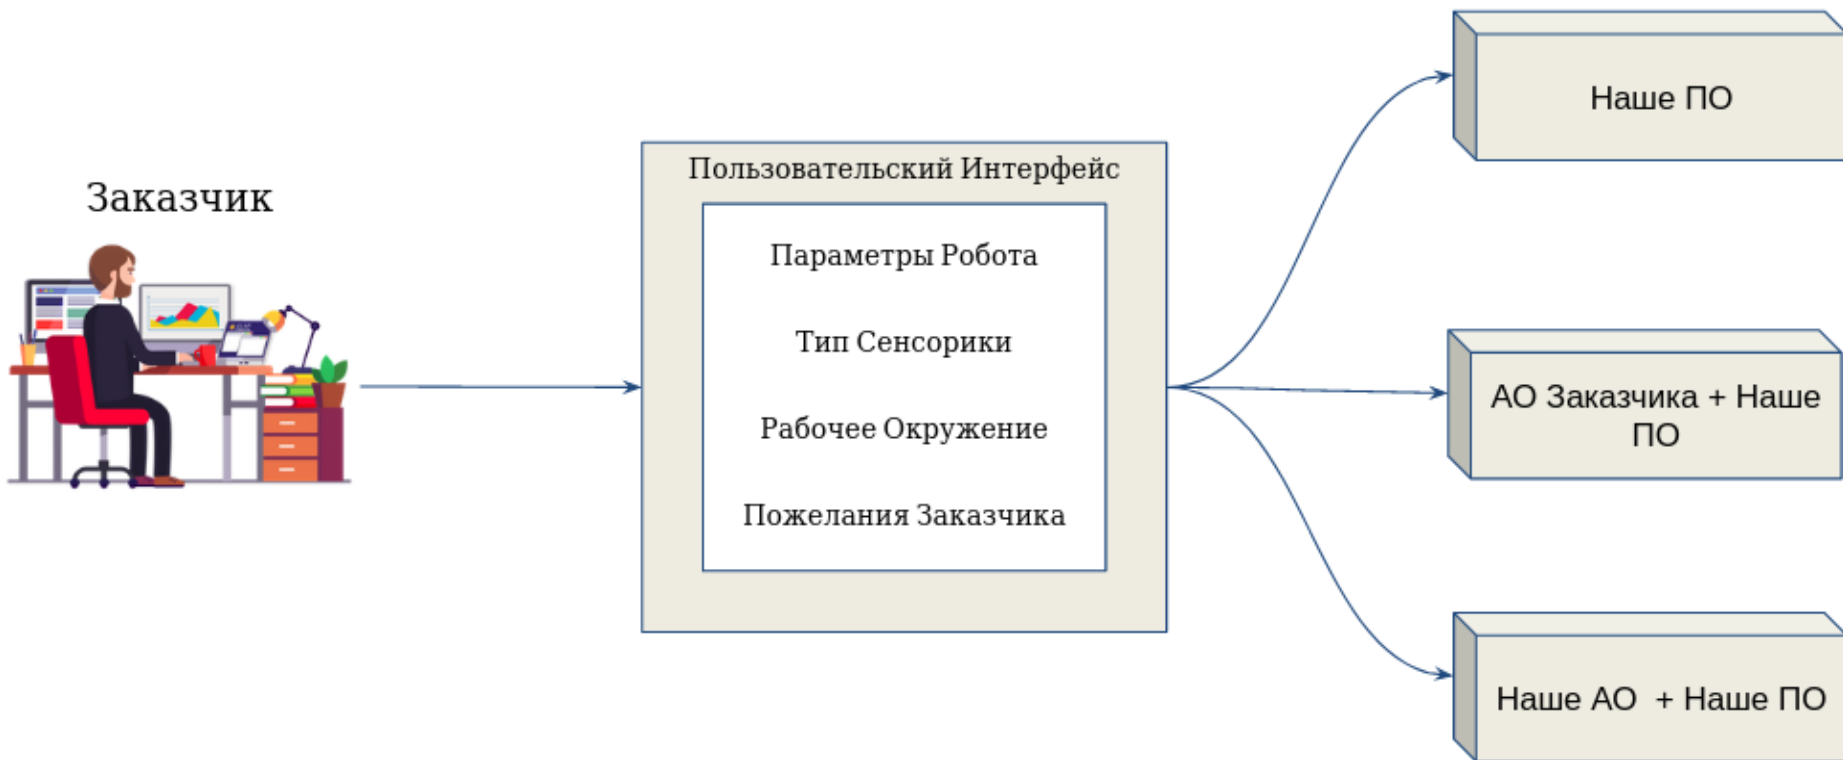 Заказчик
Пользовательский Интерфейс
Параметры Робота
Тип Сенсорики
Рабочее Окружение
Пожелания Заказчика
Наше ПО
АО Заказчика + Наше
ПО
Наше АО + Наше ПО